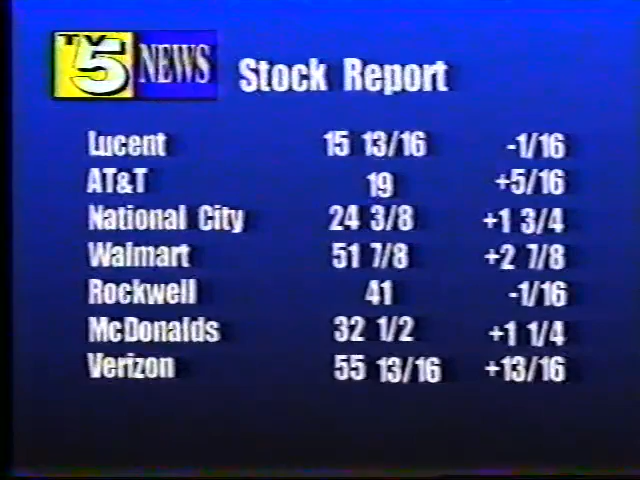 TV 5 NEWS Stock Report
Lucent 15 13/16 -1/16
AT&T 19 +5/16
National City 24 3/8 +1 3/4
Walmart 51 7/8 +2 7/8
Rockwell 41 -1/16
McDonalds 32 1/2 +1 1/4
Verizon 55 13/16 +13/16